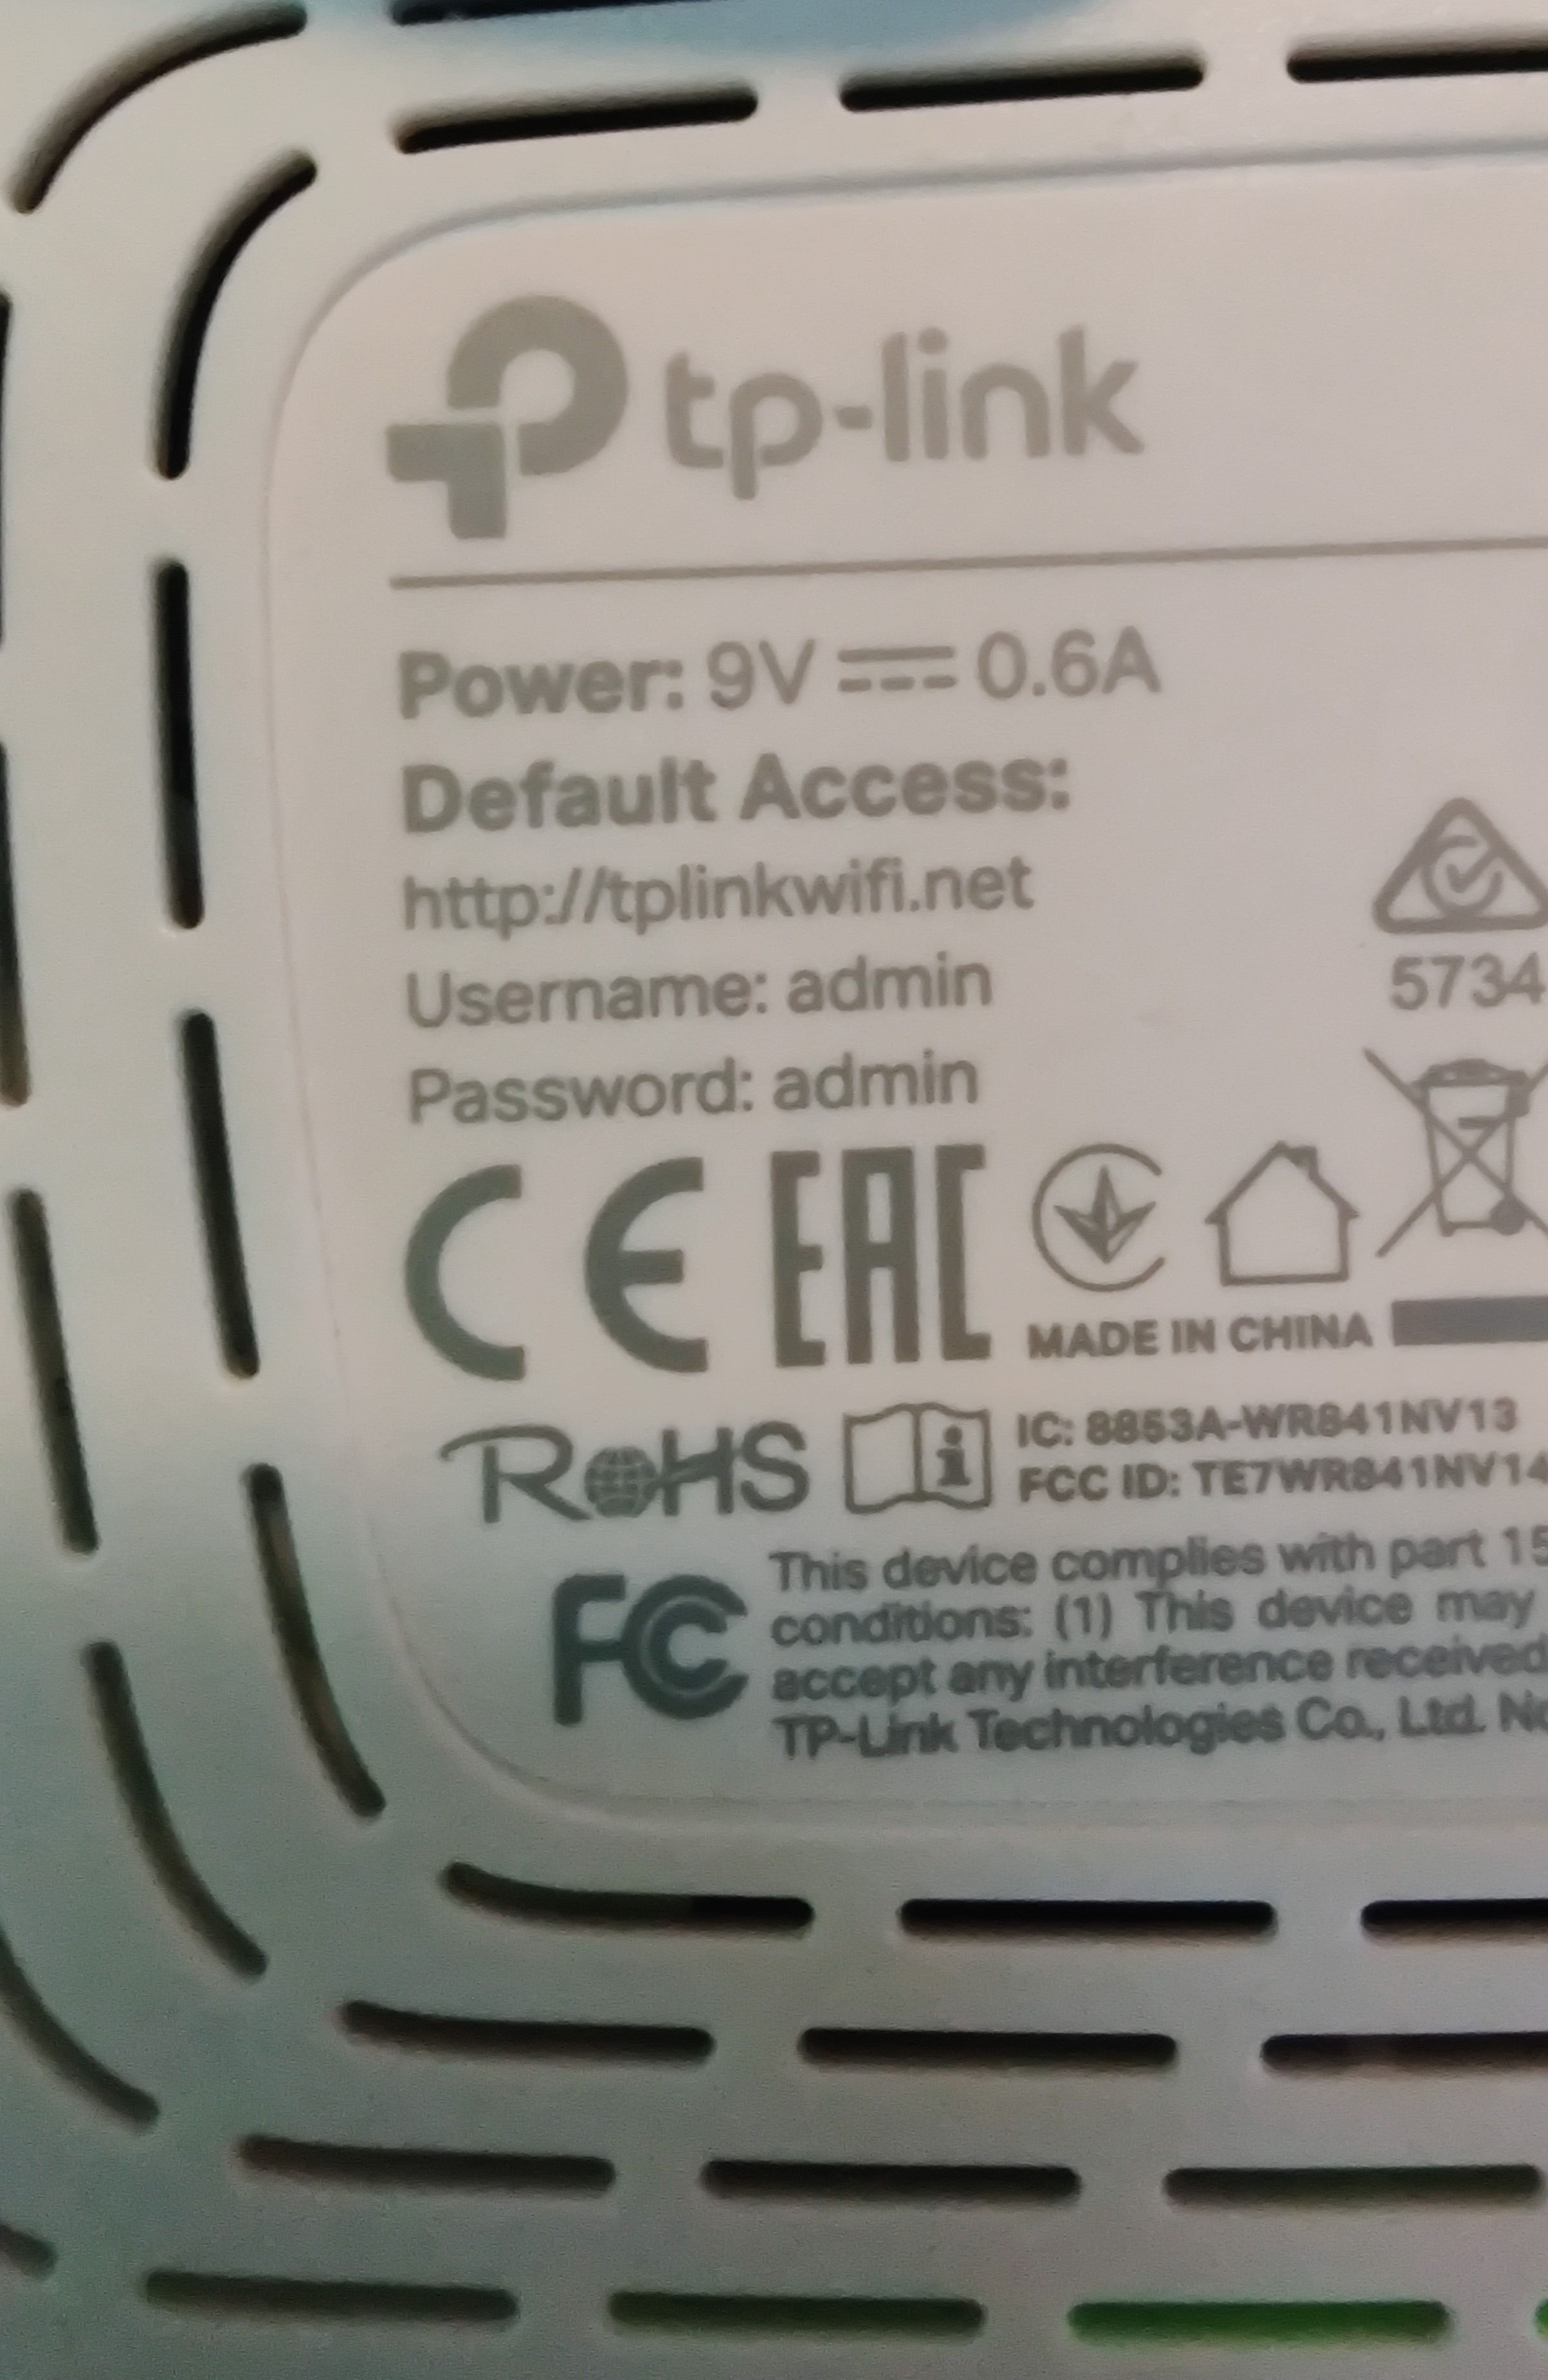 tp-link
Power: 9V ⎓ 0.6A
Default Access:
http://tplinkwifi.net
Username: admin
Password: admin
5734
CE EAC
MADE IN CHINA
RoHS
IC: 8853A-WR841NV13
FCC ID: TE7WR841NV14
FC
This device complies with part 15
conditions: (1) This device may
accept any interference received
TP-Link Technologies Co., Ltd. No